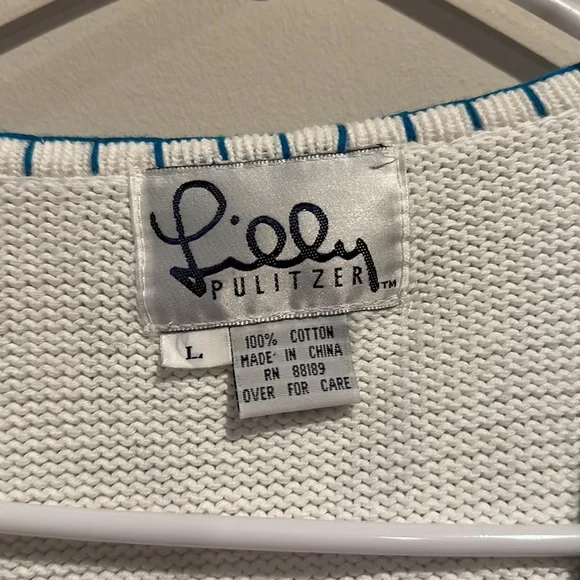 Lilly
PULITZER™
L
100% COTTON
MADE IN CHINA
RN 88189
OVER FOR CARE